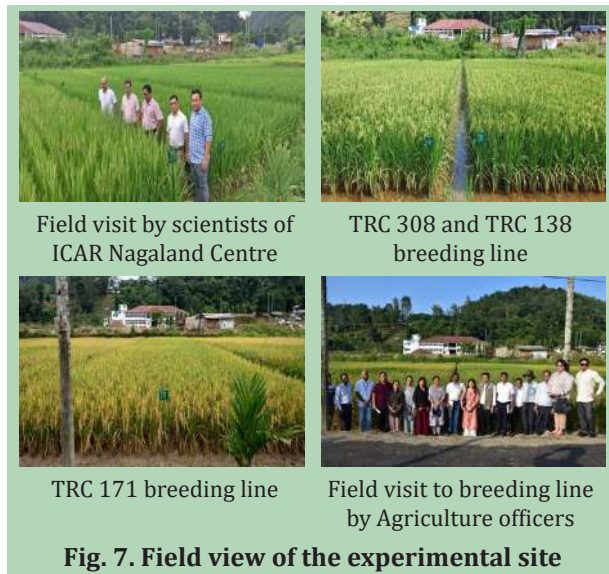 Field visit by scientists of
ICAR Nagaland Centre
TRC 308 and TRC 138
breeding line
TRC 171 breeding line
Field visit to breeding line
by Agriculture officers
Fig. 7. Field view of the experimental site